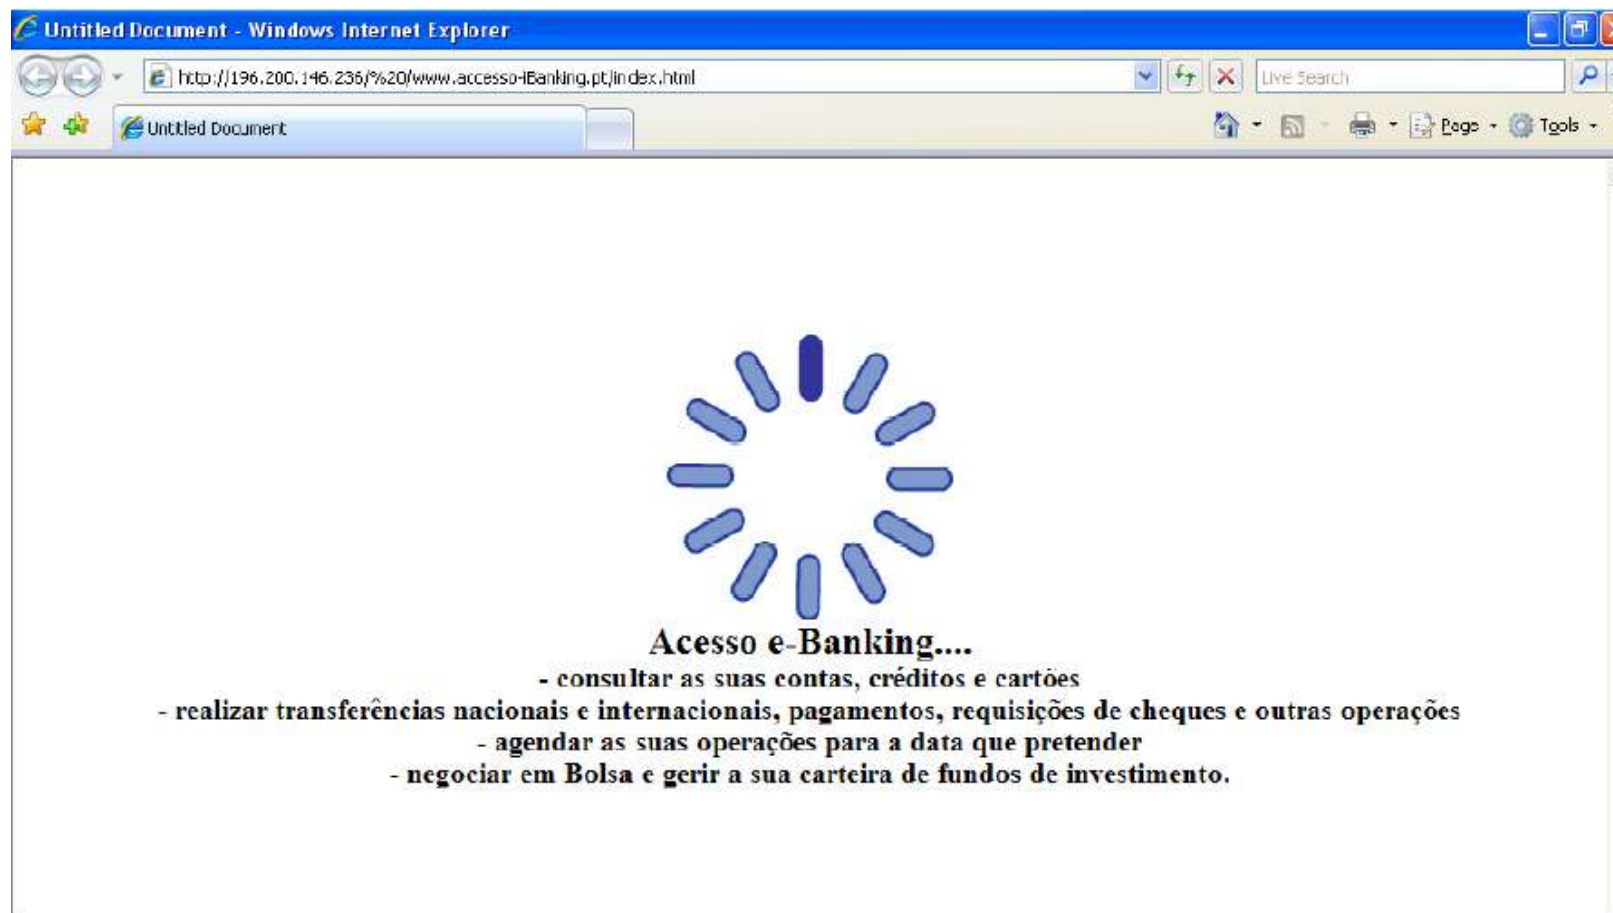 Untitled Document - Windows Internet Explorer
http://196.200.146.236/%20/www.accesso-iBanking.pt/index.html
Live Search
Untitled Document
Page
Tools
Acesso e-Banking....
- consultar as suas contas, créditos e cartões
- realizar transferências nacionais e internacionais, pagamentos, requisições de cheques e outras operações
- agendar as suas operações para a data que pretender
- negociar em Bolsa e gerir a sua carteira de fundos de investimento.